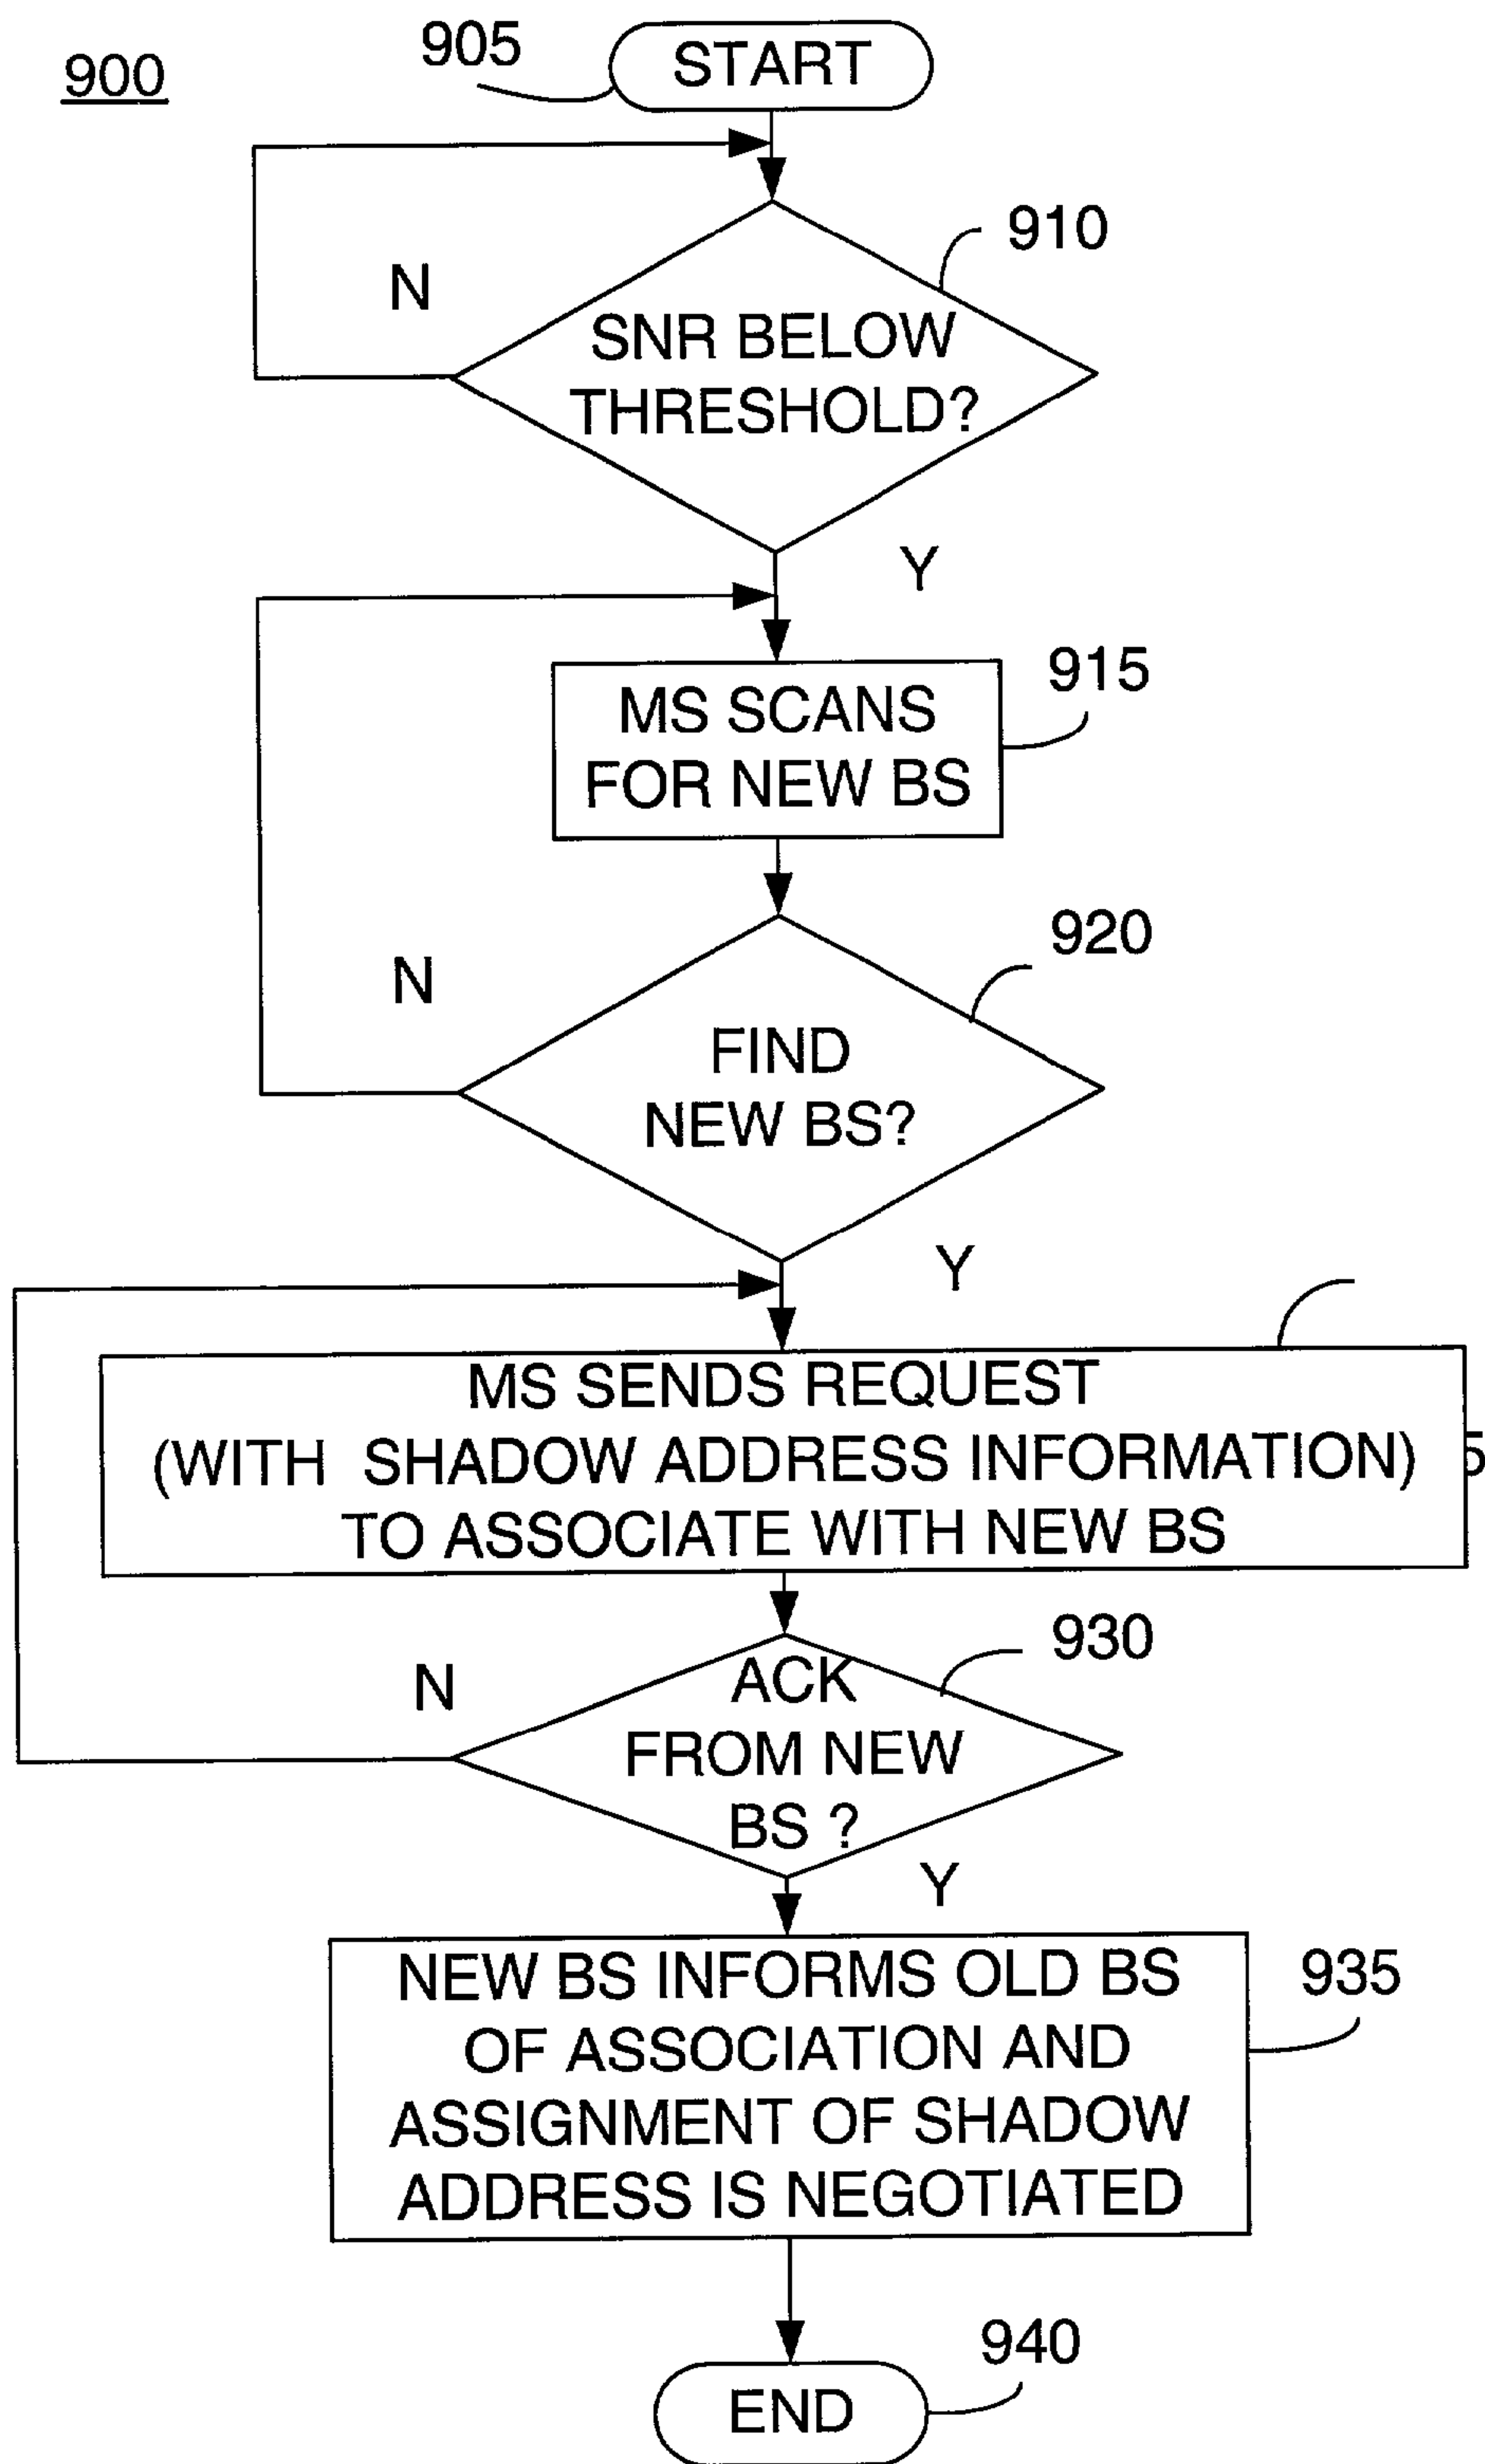 900
905
START
910
N
SNR BELOW
THRESHOLD?
Y
915
MS SCANS
FOR NEW BS
920
N
FIND
NEW BS?
Y
MS SENDS REQUEST
(WITH SHADOW ADDRESS INFORMATION)
5
TO ASSOCIATE WITH NEW BS
930
N
ACK
FROM NEW
BS ?
Y
NEW BS INFORMS OLD BS
935
OF ASSOCIATION AND
ASSIGNMENT OF SHADOW
ADDRESS IS NEGOTIATED
940
END